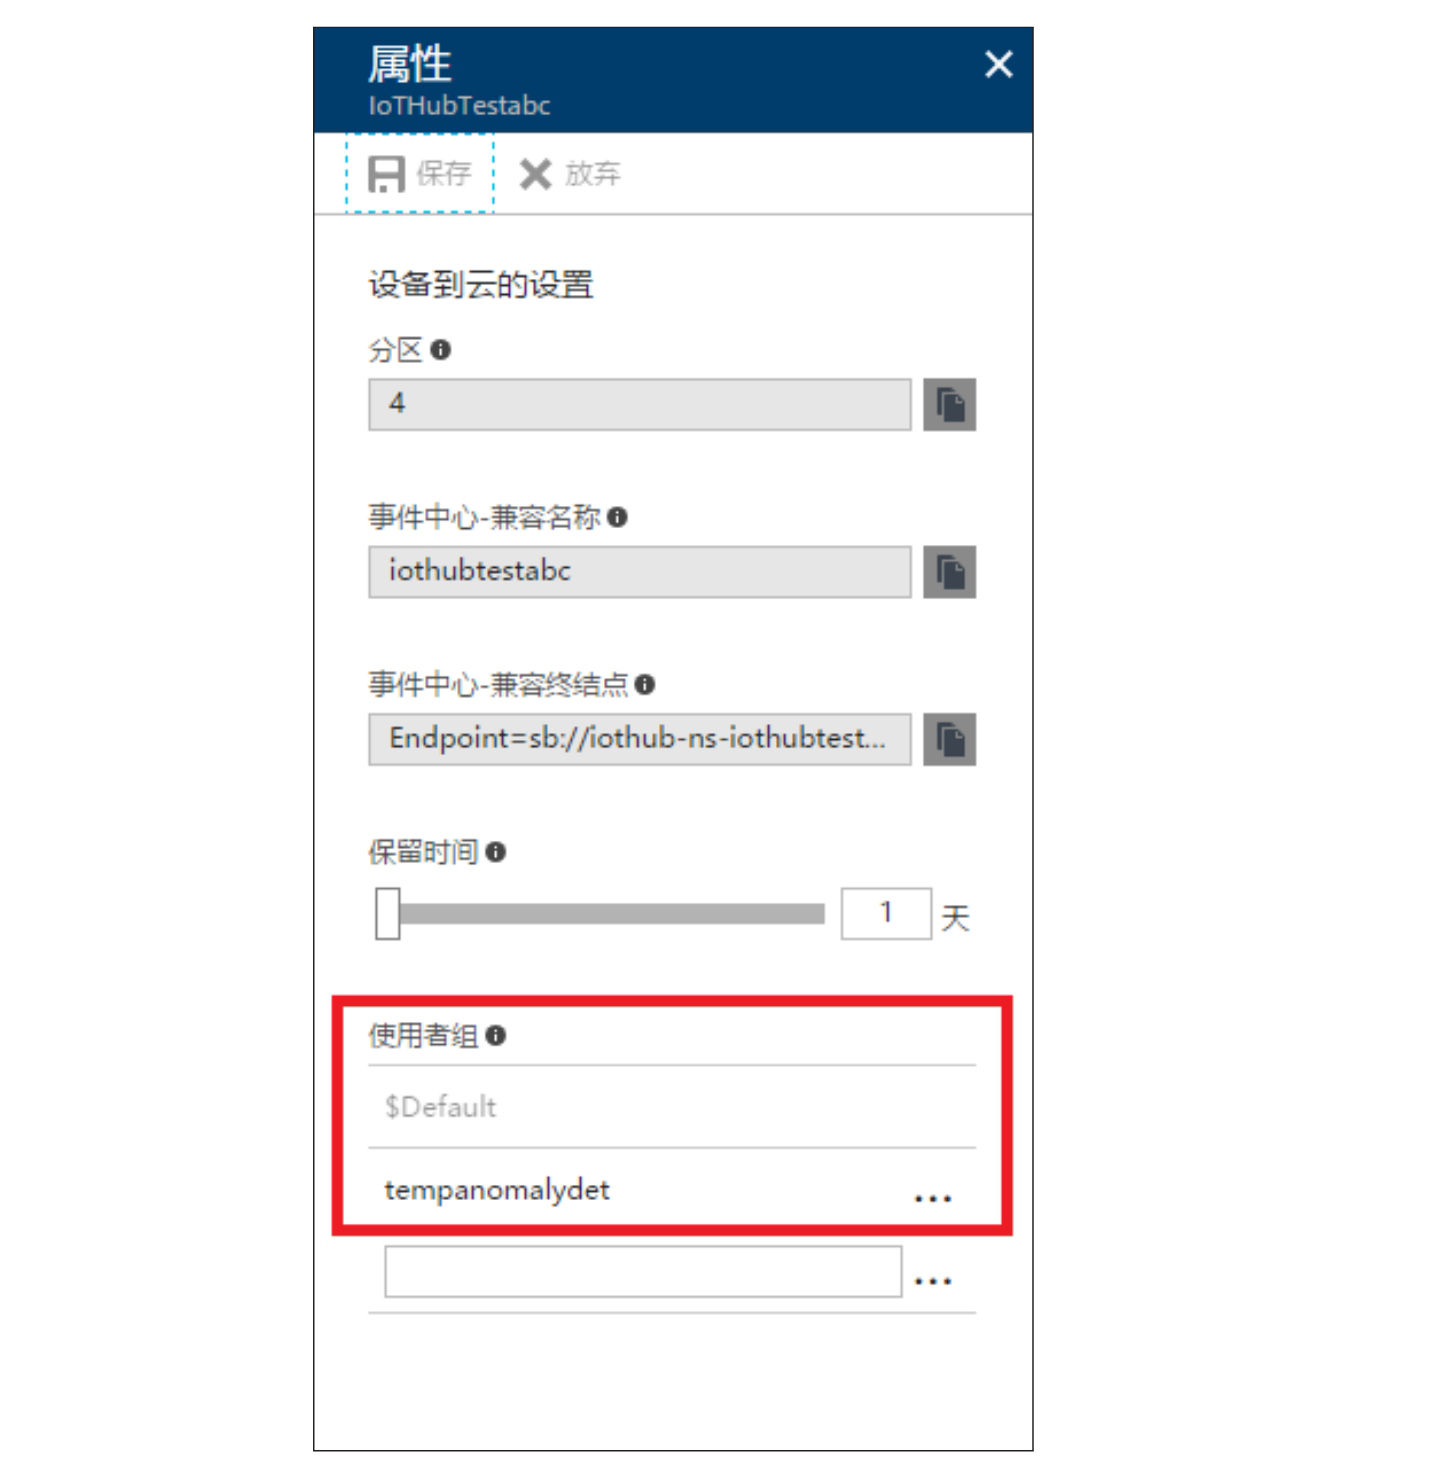 属性
IoTHubTestabc
保存 放弃
设备到云的设置
分区
4
事件中心-兼容名称
iothubtestabc
事件中心-兼容终结点
Endpoint=sb://iothub-ns-iothubtest...
保留时间
1 天
使用者组
$Default
tempanomalydet